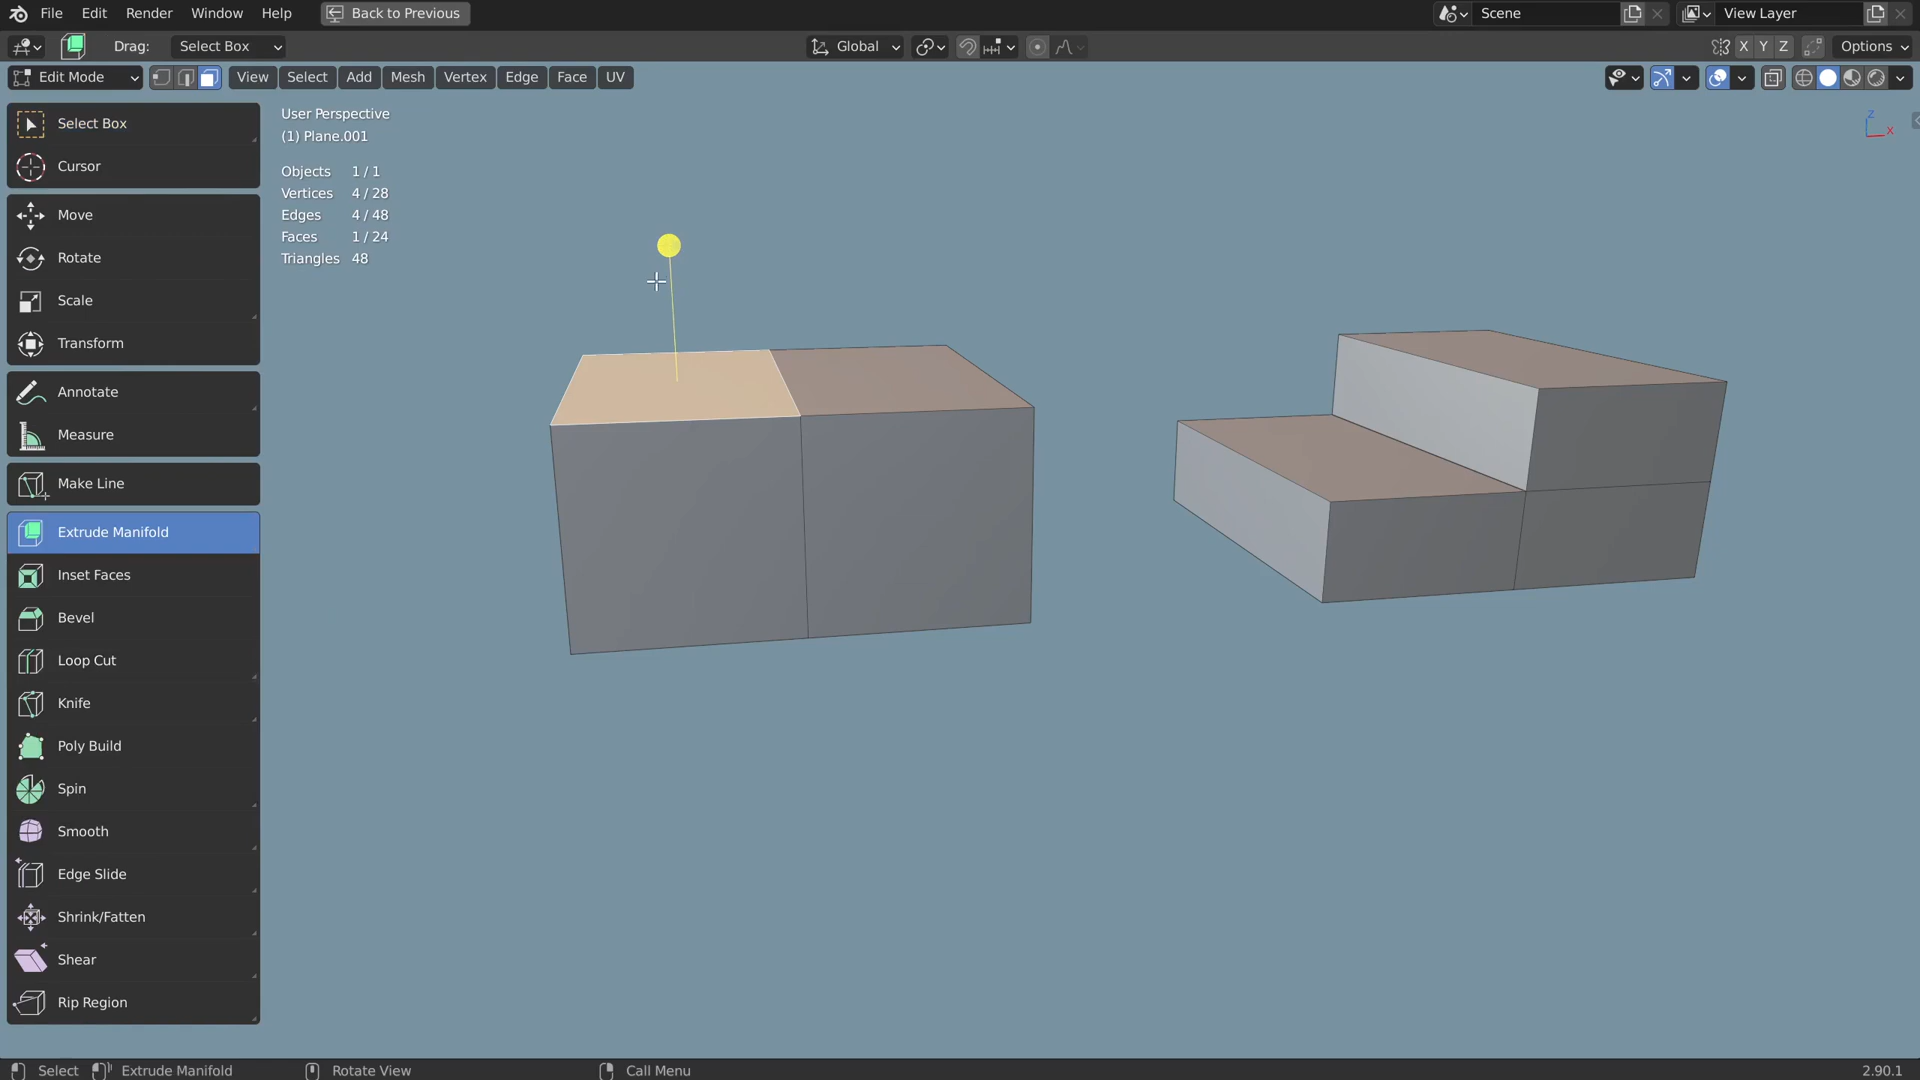 File Edit Render Window Help Back to Previous Scene View Layer
Drag: Select Box Global X Y Z Options
Edit Mode View Select Add Mesh Vertex Edge Face UV
Select Box
Cursor
Move
Rotate
Scale
Transform
Annotate
Measure
Make Line
Extrude Manifold
Inset Faces
Bevel
Loop Cut
Knife
Poly Build
Spin
Smooth
Edge Slide
Shrink/Fatten
Shear
Rip Region
User Perspective
(1) Plane.001
Objects 1 / 1
Vertices 4 / 28
Edges 4 / 48
Faces 1 / 24
Triangles 48
Z
X
Select Extrude Manifold Rotate View Call Menu 2.90.1